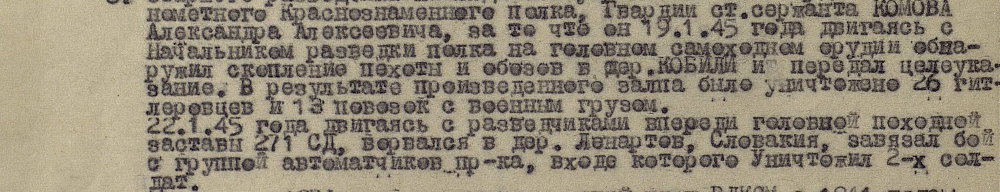 нометного Краснознаменного полка, Гвардии ст.сержанта КОМОВА
Александра Алексеевича, за то что он 19.1.45 года двигаясь с
Начальником разведки полка на головном самоходном орудии обна-
ружил скопление пехоты и обозов в дер.КОБИЛИ и передал целеука-
зание. В результате произведенного залпа было уничтожено 26 гит-
леровцев и 13 повозок с военным грузом.
22.1.45 года двигаясь с разведчиками впереди головной походной
заставы 271 СД, ворвался в дер. Ленартов, Словакия, завязал бой
с группой автоматчиков пр-ка, входе которого Уничтожил 2-х сол-
дат.